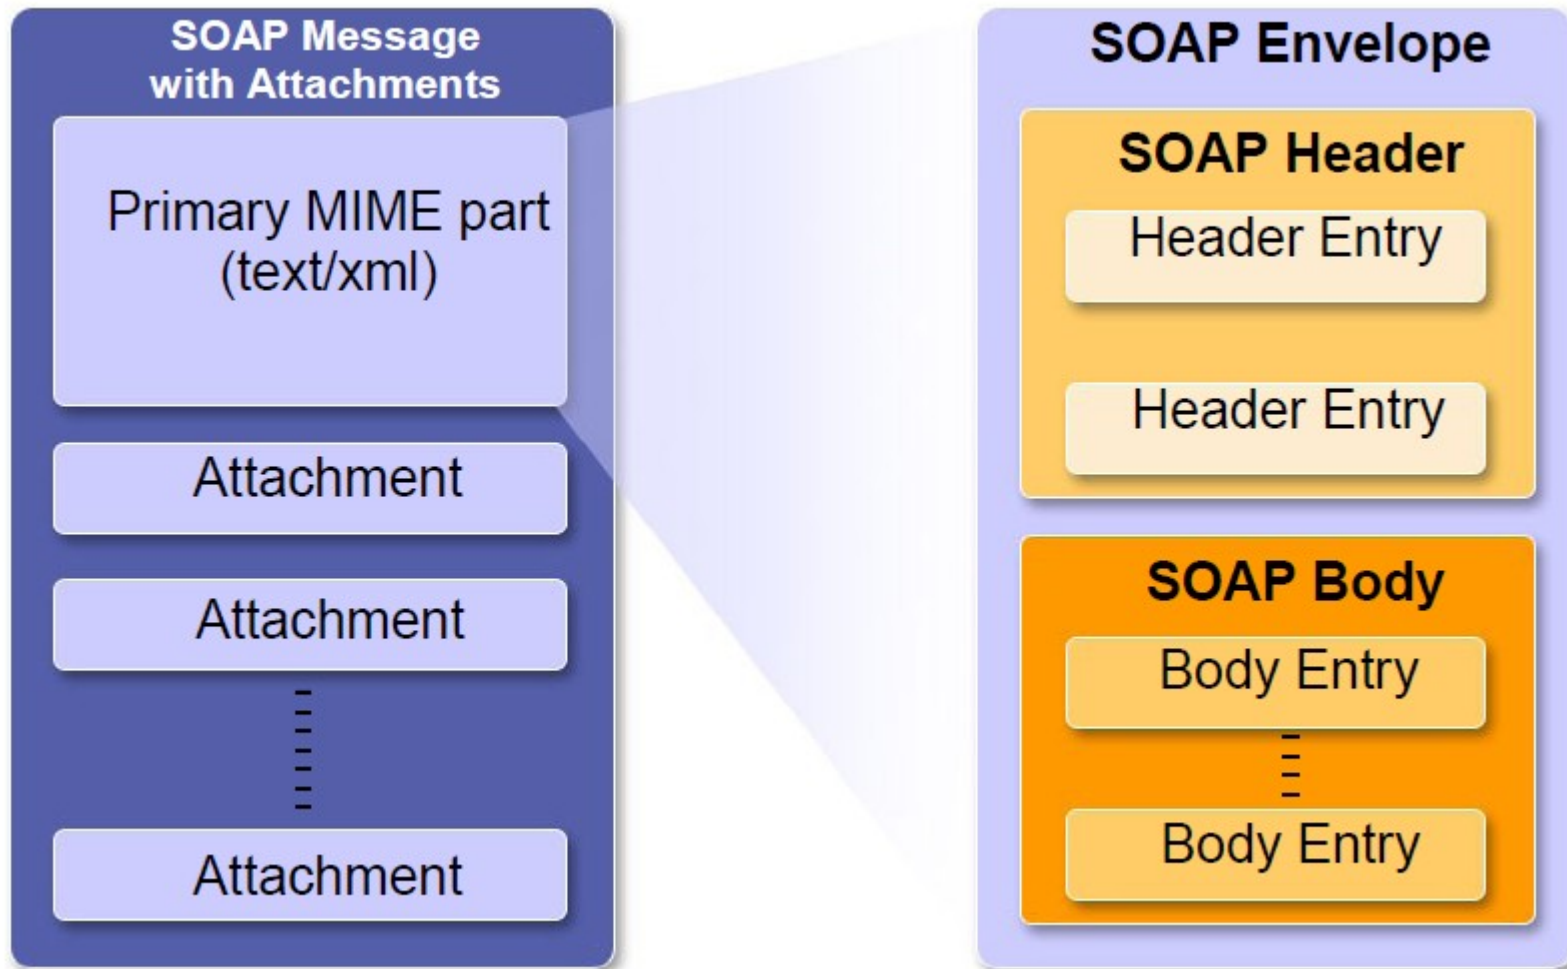 SOAP Message
with Attachments
Primary MIME part
(text/xml)
Attachment
Attachment
Attachment
SOAP Envelope
SOAP Header
Header Entry
Header Entry
SOAP Body
Body Entry
Body Entry